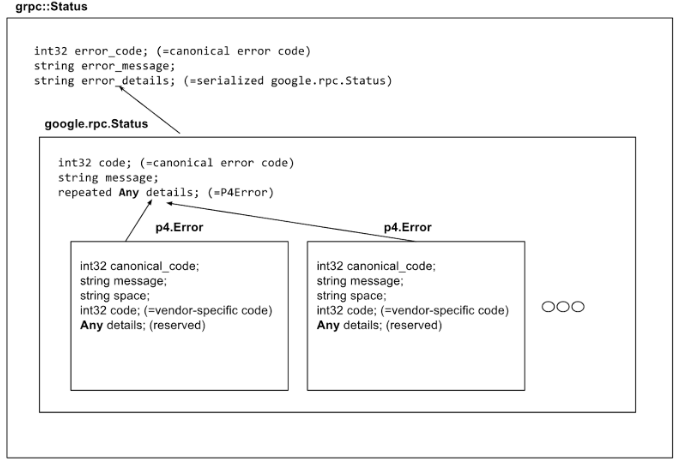 grpc::Status
int32 error_code; (=canonical error code)
string error_message;
string error_details; (=serialized google.rpc.Status)
google.rpc.Status
int32 code; (=canonical error code)
string message;
repeated Any details; (=P4Error)
p4.Error
int32 canonical_code;
string message;
string space;
int32 code; (=vendor-specific code)
Any details; (reserved)
p4.Error
int32 canonical_code;
string message;
string space;
int32 code; (=vendor-specific code)
Any details; (reserved)